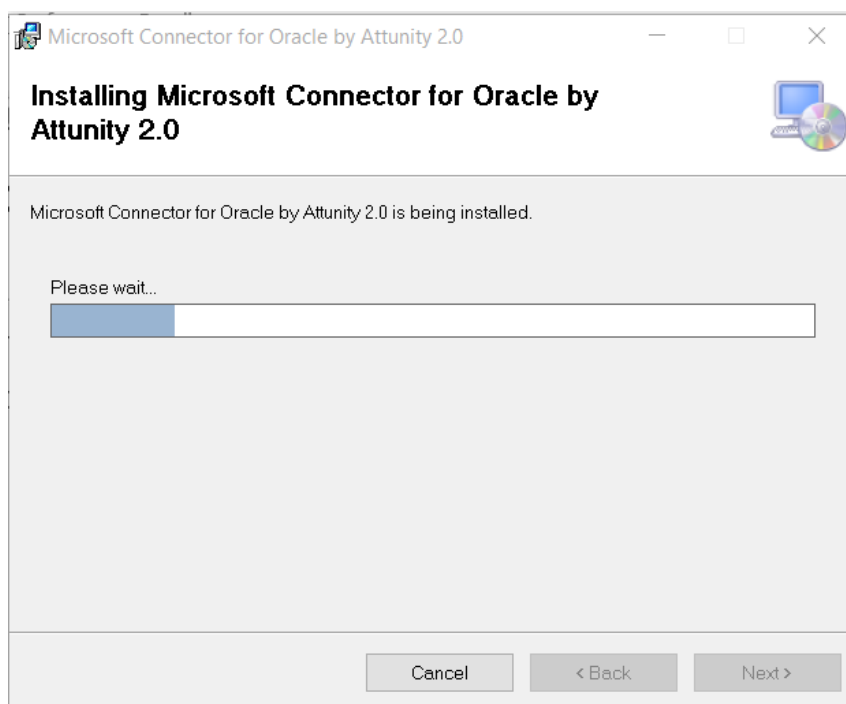 Microsoft Connector for Oracle by Attunity 2.0
Installing Microsoft Connector for Oracle by
Attunity 2.0
Microsoft Connector for Oracle by Attunity 2.0 is being installed.
Please wait...
Cancel
< Back
Next >